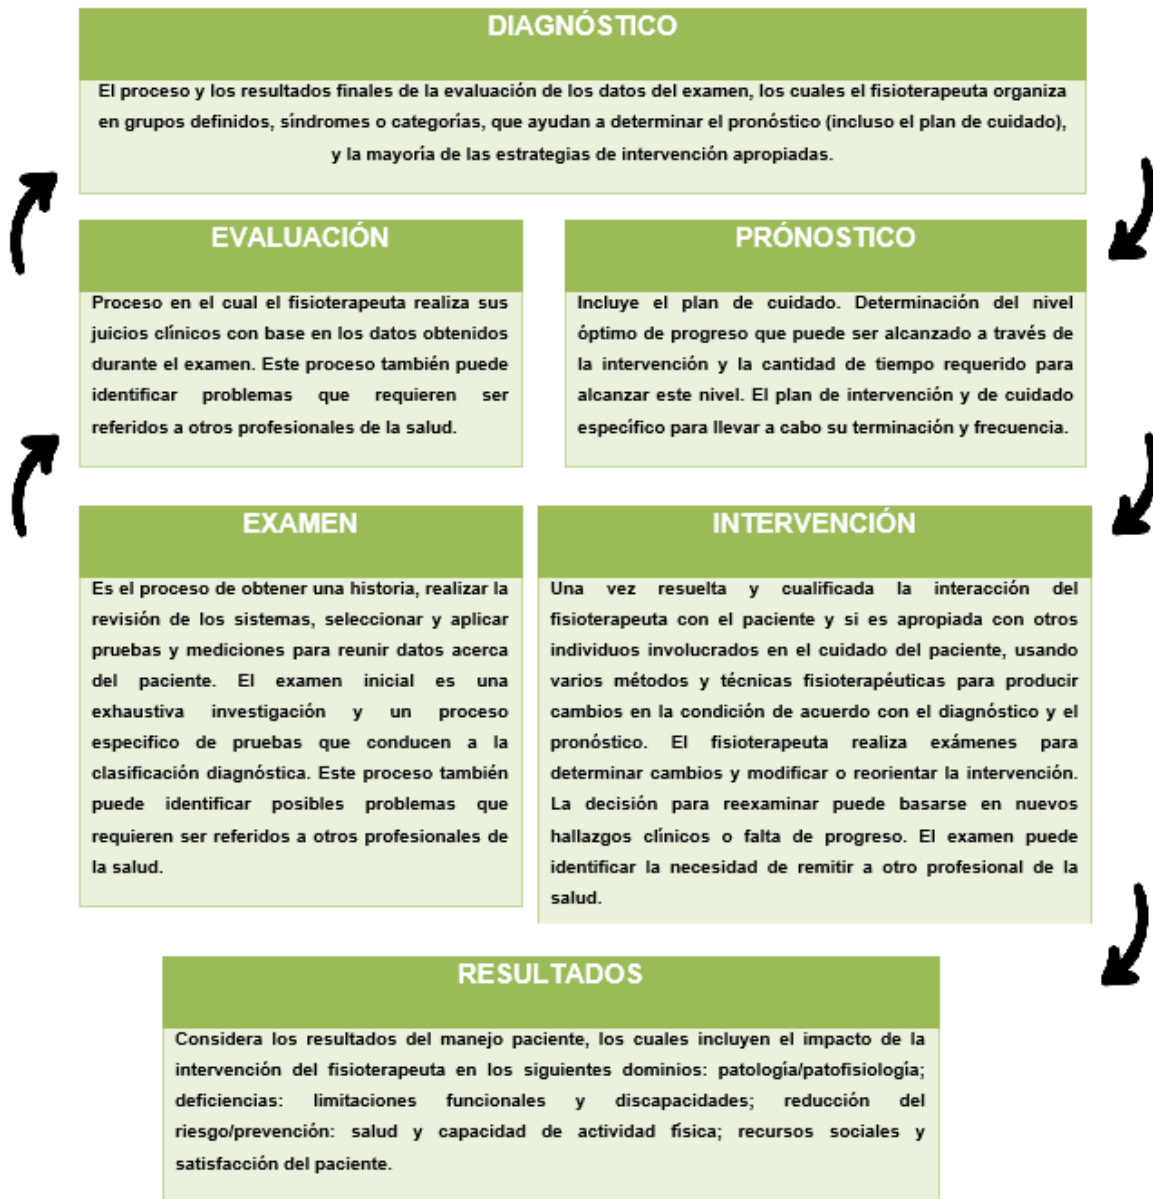 DIAGNÓSTICO
El proceso y los resultados finales de la evaluación de los datos del examen, los cuales el fisioterapeuta organiza
en grupos definidos, síndromes o categorías, que ayudan a determinar el pronóstico (incluso el plan de cuidado),
y la mayoría de las estrategias de intervención apropiadas.
EVALUACIÓN
Proceso en el cual el fisioterapeuta realiza sus
juicios clínicos con base en los datos obtenidos
durante el examen. Este proceso también puede
identificar problemas que requieren ser
referidos a otros profesionales de la salud.
PRÓNOSTICO
Incluye el plan de cuidado. Determinación del nivel
óptimo de progreso que puede ser alcanzado a través de
la intervención y la cantidad de tiempo requerido para
alcanzar este nivel. El plan de intervención y de cuidado
específico para llevar a cabo su terminación y frecuencia.
EXAMEN
Es el proceso de obtener una historia, realizar la
revisión de los sistemas, seleccionar y aplicar
pruebas y mediciones para reunir datos acerca
del paciente. El examen inicial es una
exhaustiva investigación y un proceso
especifico de pruebas que conducen a la
clasificación diagnóstica. Este proceso también
puede identificar posibles problemas que
requieren ser referidos a otros profesionales de
la salud.
INTERVENCIÓN
Una vez resuelta y cualificada la interacción del
fisioterapeuta con el paciente y si es apropiada con otros
individuos involucrados en el cuidado del paciente, usando
varios métodos y técnicas fisioterapéuticas para producir
cambios en la condición de acuerdo con el diagnóstico y el
pronóstico. El fisioterapeuta realiza exámenes para
determinar cambios y modificar o reorientar la intervención.
La decisión para reexaminar puede basarse en nuevos
hallazgos clínicos o falta de progreso. El examen puede
identificar la necesidad de remitir a otro profesional de la
salud.
RESULTADOS
Considera los resultados del manejo paciente, los cuales incluyen el impacto de la
intervención del fisioterapeuta en los siguientes dominios: patología/patofisiología;
deficiencias: limitaciones funcionales y discapacidades; reducción del
riesgo/prevención: salud y capacidad de actividad física; recursos sociales y
satisfacción del paciente.